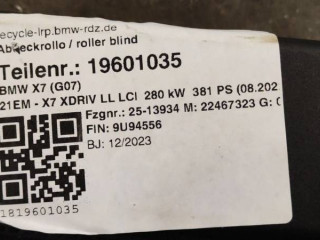 ecycle-lrp.bmw-rdz.de
Abdeckrollo / roller blind
Teilenr.: 19601035
BMW X7 (G07)
21EM - X7 XDRIV LL LCI 280 kW 381 PS (08.202
Fzgnr.: 25-13934 M: 22467323 G:
FIN: 9U94556
BJ: 12/2023
1819601035